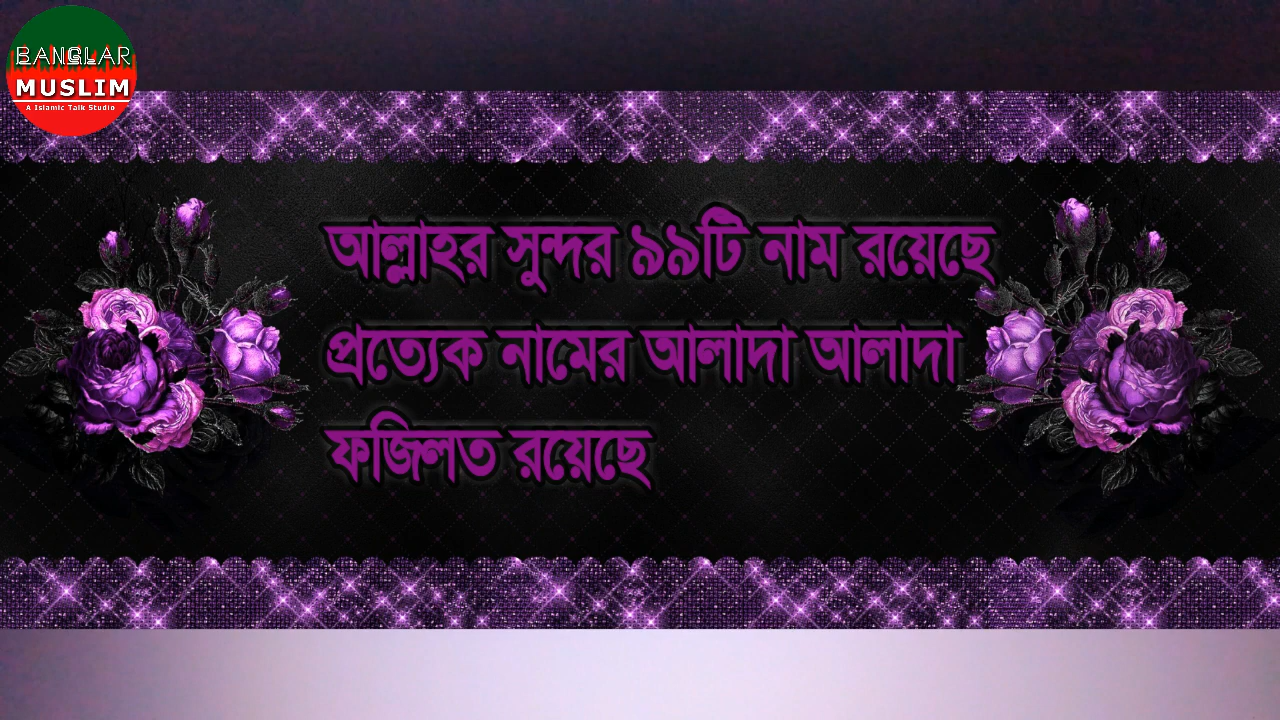 BANGLAR
MUSLIM
A Islamic Talk Studio
আল্লাহর সুন্দর ৯৯টি নাম রয়েছে
প্রত্যেক নামের আলাদা আলাদা
ফজিলত রয়েছে